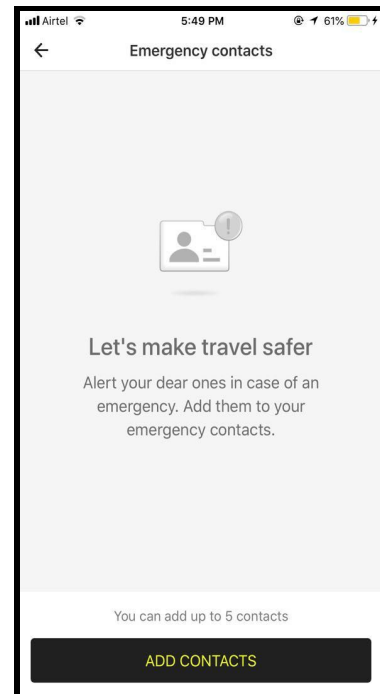 Airtel 5:49 PM 61%
Emergency contacts
Let's make travel safer
Alert your dear ones in case of an
emergency. Add them to your
emergency contacts.
You can add up to 5 contacts
ADD CONTACTS